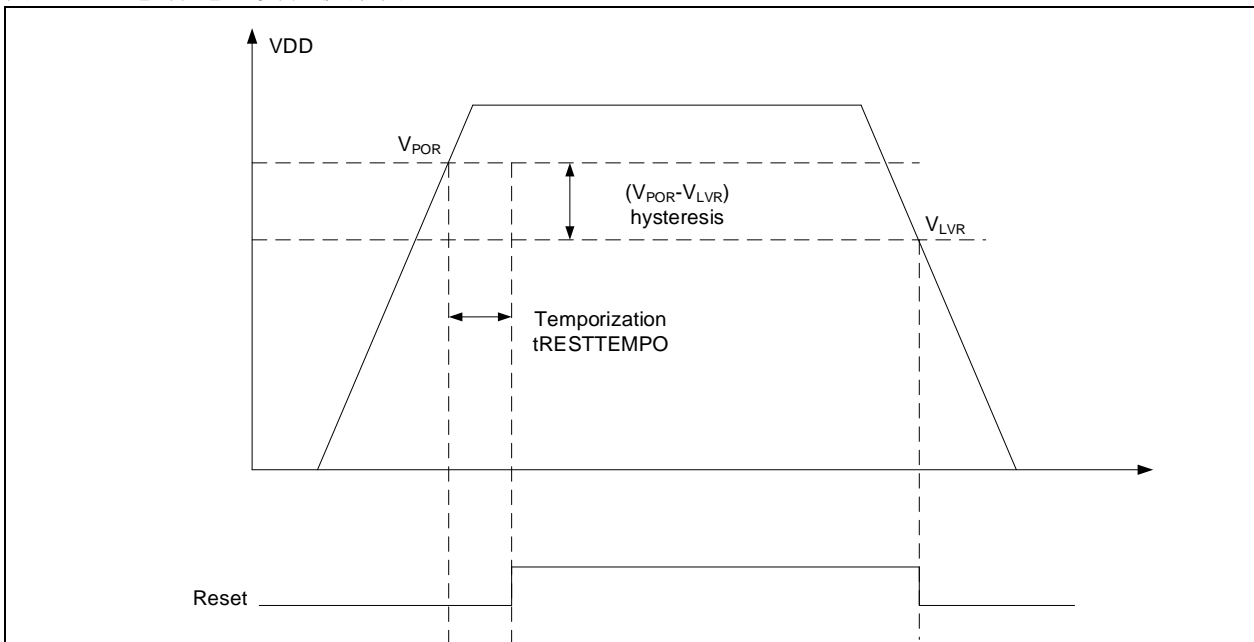 VDD
VPOR
(VPOR-VLVR)
hysteresis
VLVR
Temporization
tRESTTEMPO
Reset